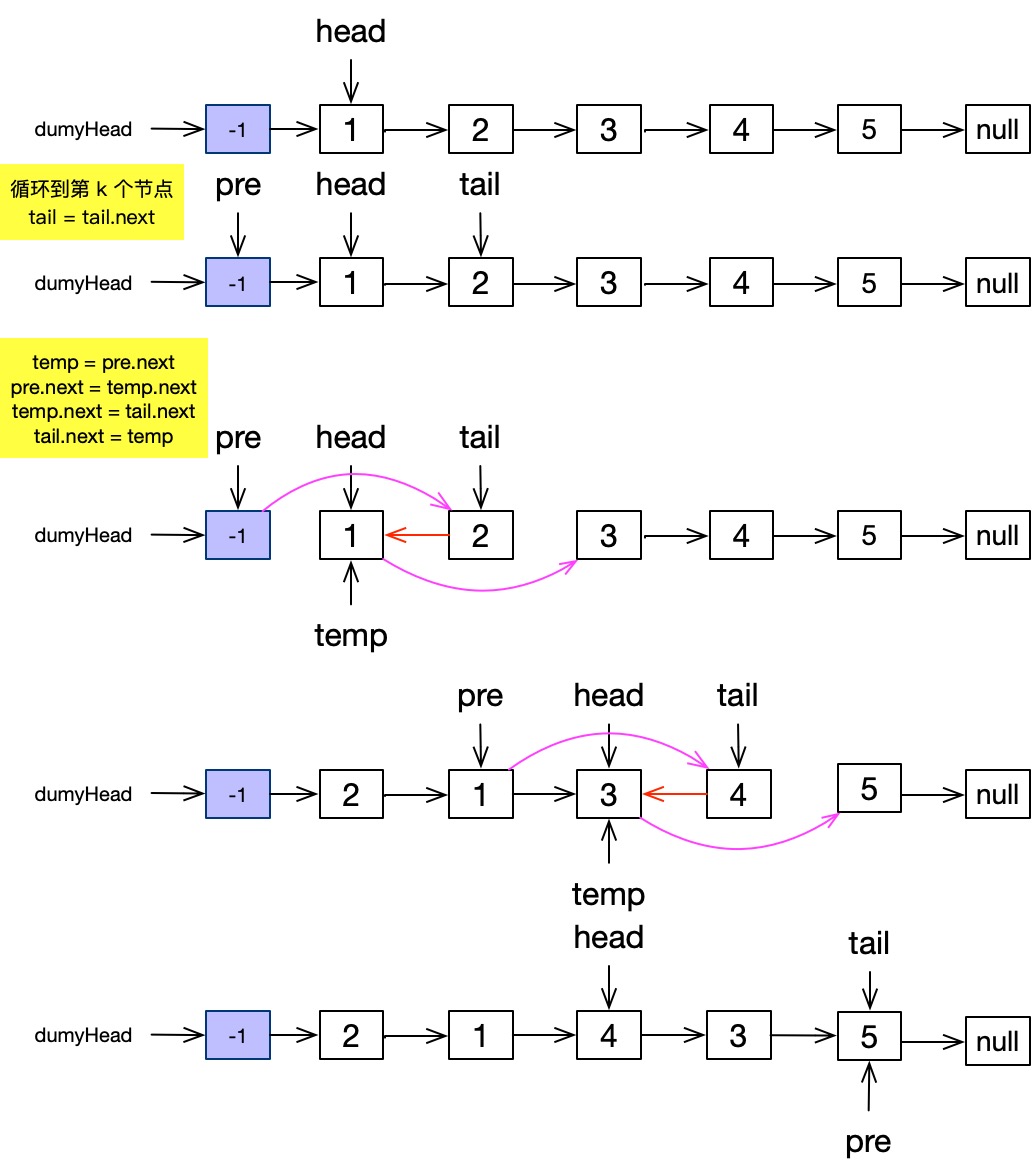 head
dumyHead -1 1 2 3 4 5 null
循环到第 k 个节点
tail = tail.next
pre head tail
dumyHead -1 1 2 3 4 5 null
temp = pre.next
pre.next = temp.next
temp.next = tail.next
tail.next = temp
pre head tail
dumyHead -1 1 2 3 4 5 null
temp
pre head tail
dumyHead -1 2 1 3 4 5 null
temp
head tail
dumyHead -1 2 1 4 3 5 null
pre